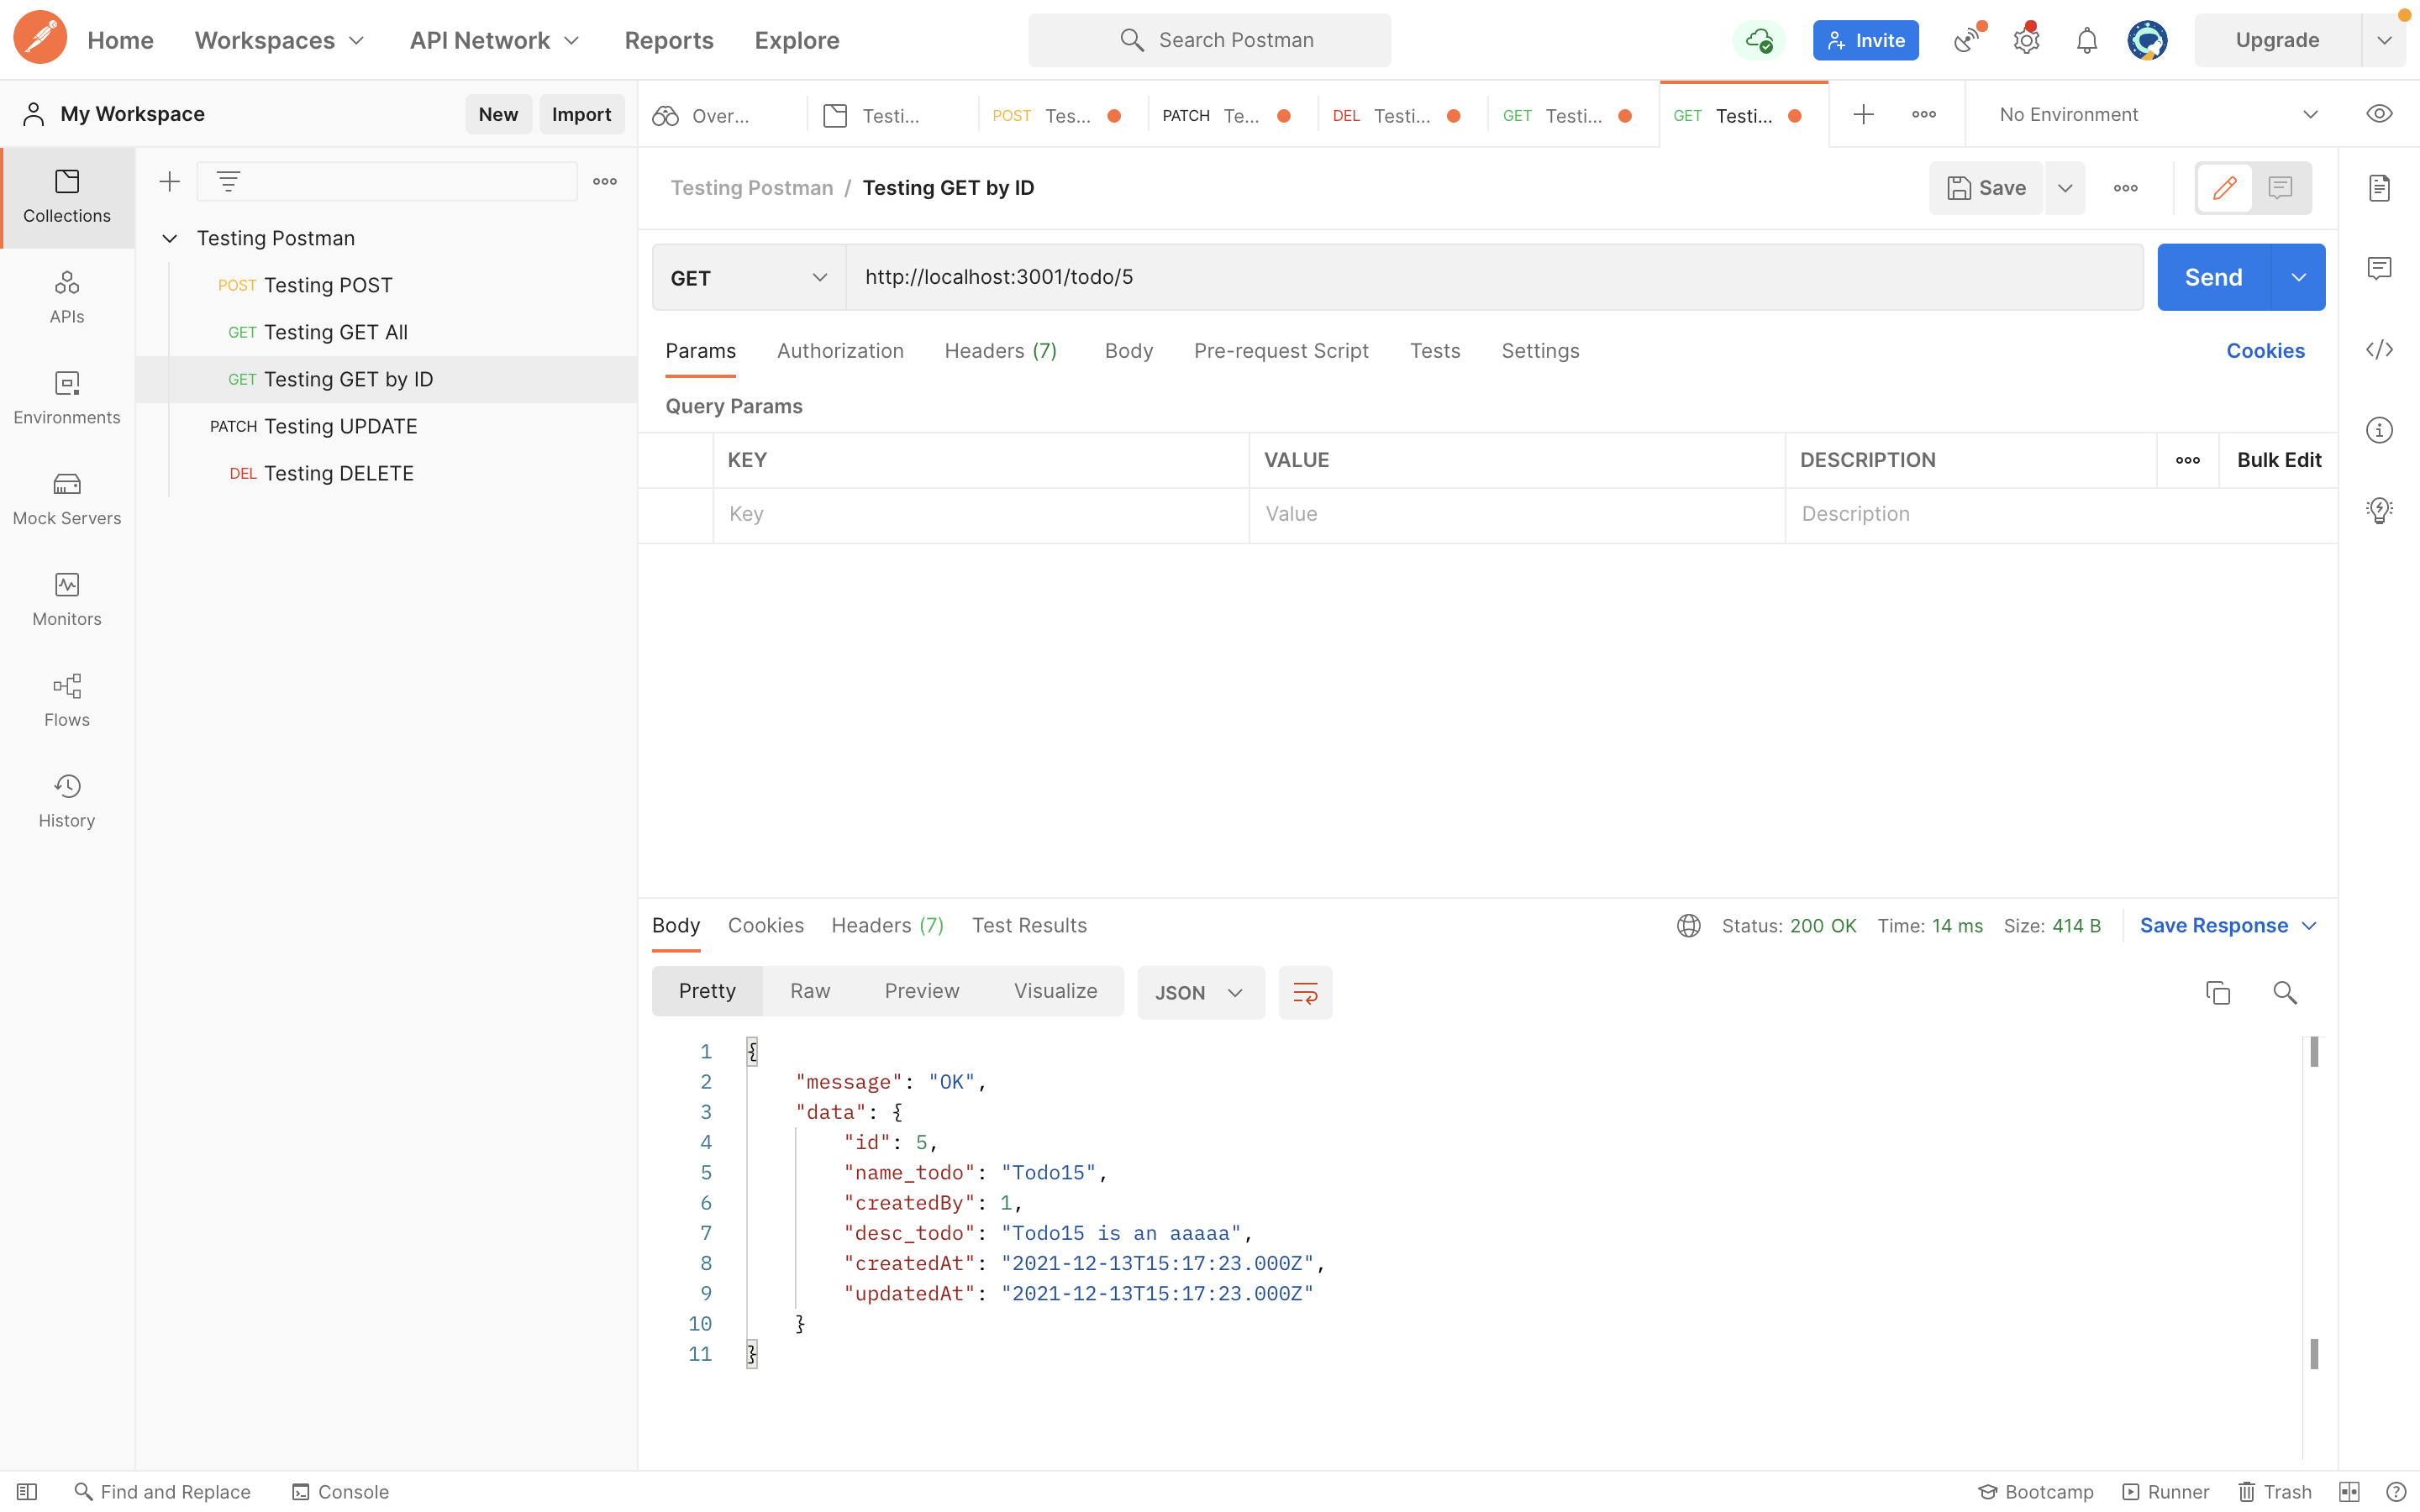 Home Workspaces API Network Reports Explore Search Postman Invite Upgrade
My Workspace New Import Over... Testi... POST Tes... PATCH Te... DEL Testi... GET Testi... GET Testi... No Environment
Collections
APIs
Environments
Mock Servers
Monitors
Flows
History
Testing Postman
POST Testing POST
GET Testing GET All
GET Testing GET by ID
PATCH Testing UPDATE
DEL Testing DELETE
Testing Postman / Testing GET by ID Save
GET http://localhost:3001/todo/5 Send
Params Authorization Headers (7) Body Pre-request Script Tests Settings Cookies
Query Params
KEY VALUE DESCRIPTION Bulk Edit
Key Value Description
Body Cookies Headers (7) Test Results Status: 200 OK Time: 14 ms Size: 414 B Save Response
Pretty Raw Preview Visualize JSON
1 {
2 "message": "OK",
3 "data": {
4 "id": 5,
5 "name_todo": "Todo15",
6 "createdBy": 1,
7 "desc_todo": "Todo15 is an aaaaa",
8 "createdAt": "2021-12-13T15:17:23.000Z",
9 "updatedAt": "2021-12-13T15:17:23.000Z"
10 }
11 }
Find and Replace Console Bootcamp Runner Trash